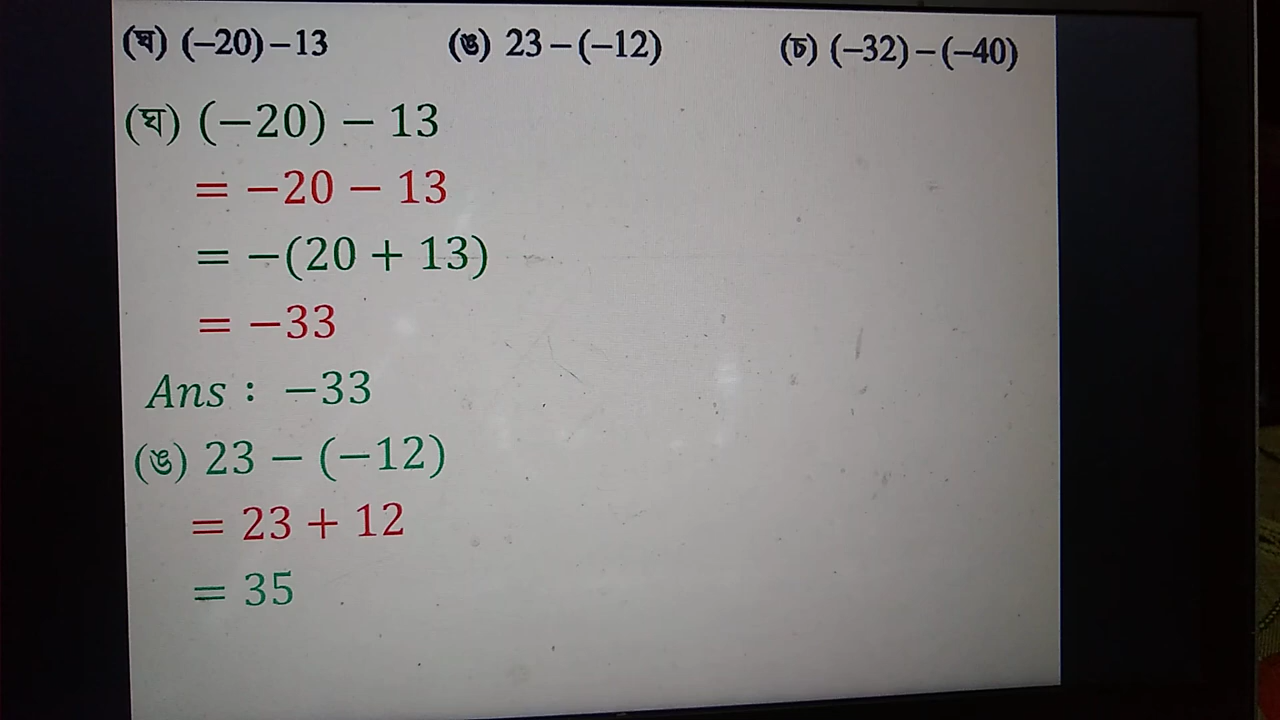 (ঘ) (–20) – 13 (ঙ) 23 – (–12) (চ) (–32) – (–40)
(ঘ) (−20) − 13
= −20 − 13
= −(20 + 13)
= −33
Ans : −33
(ঙ) 23 − (−12)
= 23 + 12
= 35